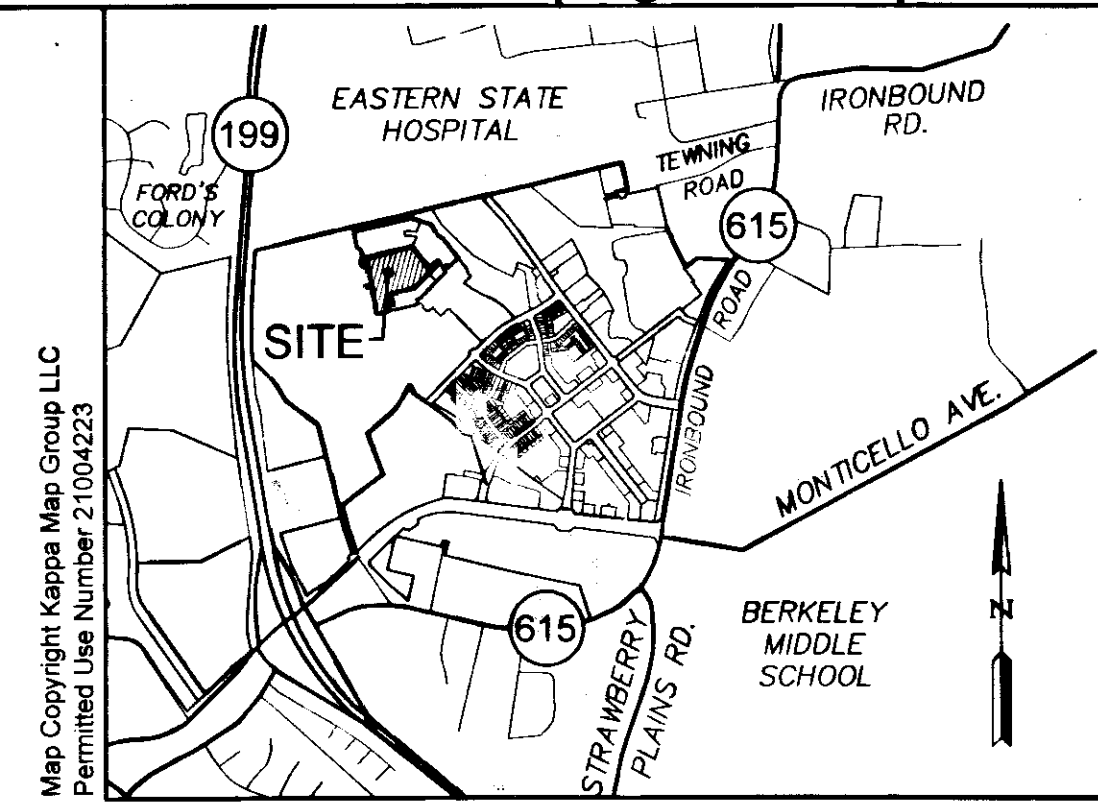 EASTERN STATE
HOSPITAL
IRONBOUND
RD.
199
TEWNING
ROAD
FORD'S
COLONY
615
SITE
ROAD
IRONBOUND
MONTICELLO AVE.
615
STRAWBERRY
PLAINS RD.
BERKELEY
MIDDLE
SCHOOL
N
Map Copyright Kappa Map Group LLC
Permitted Use Number 21004223